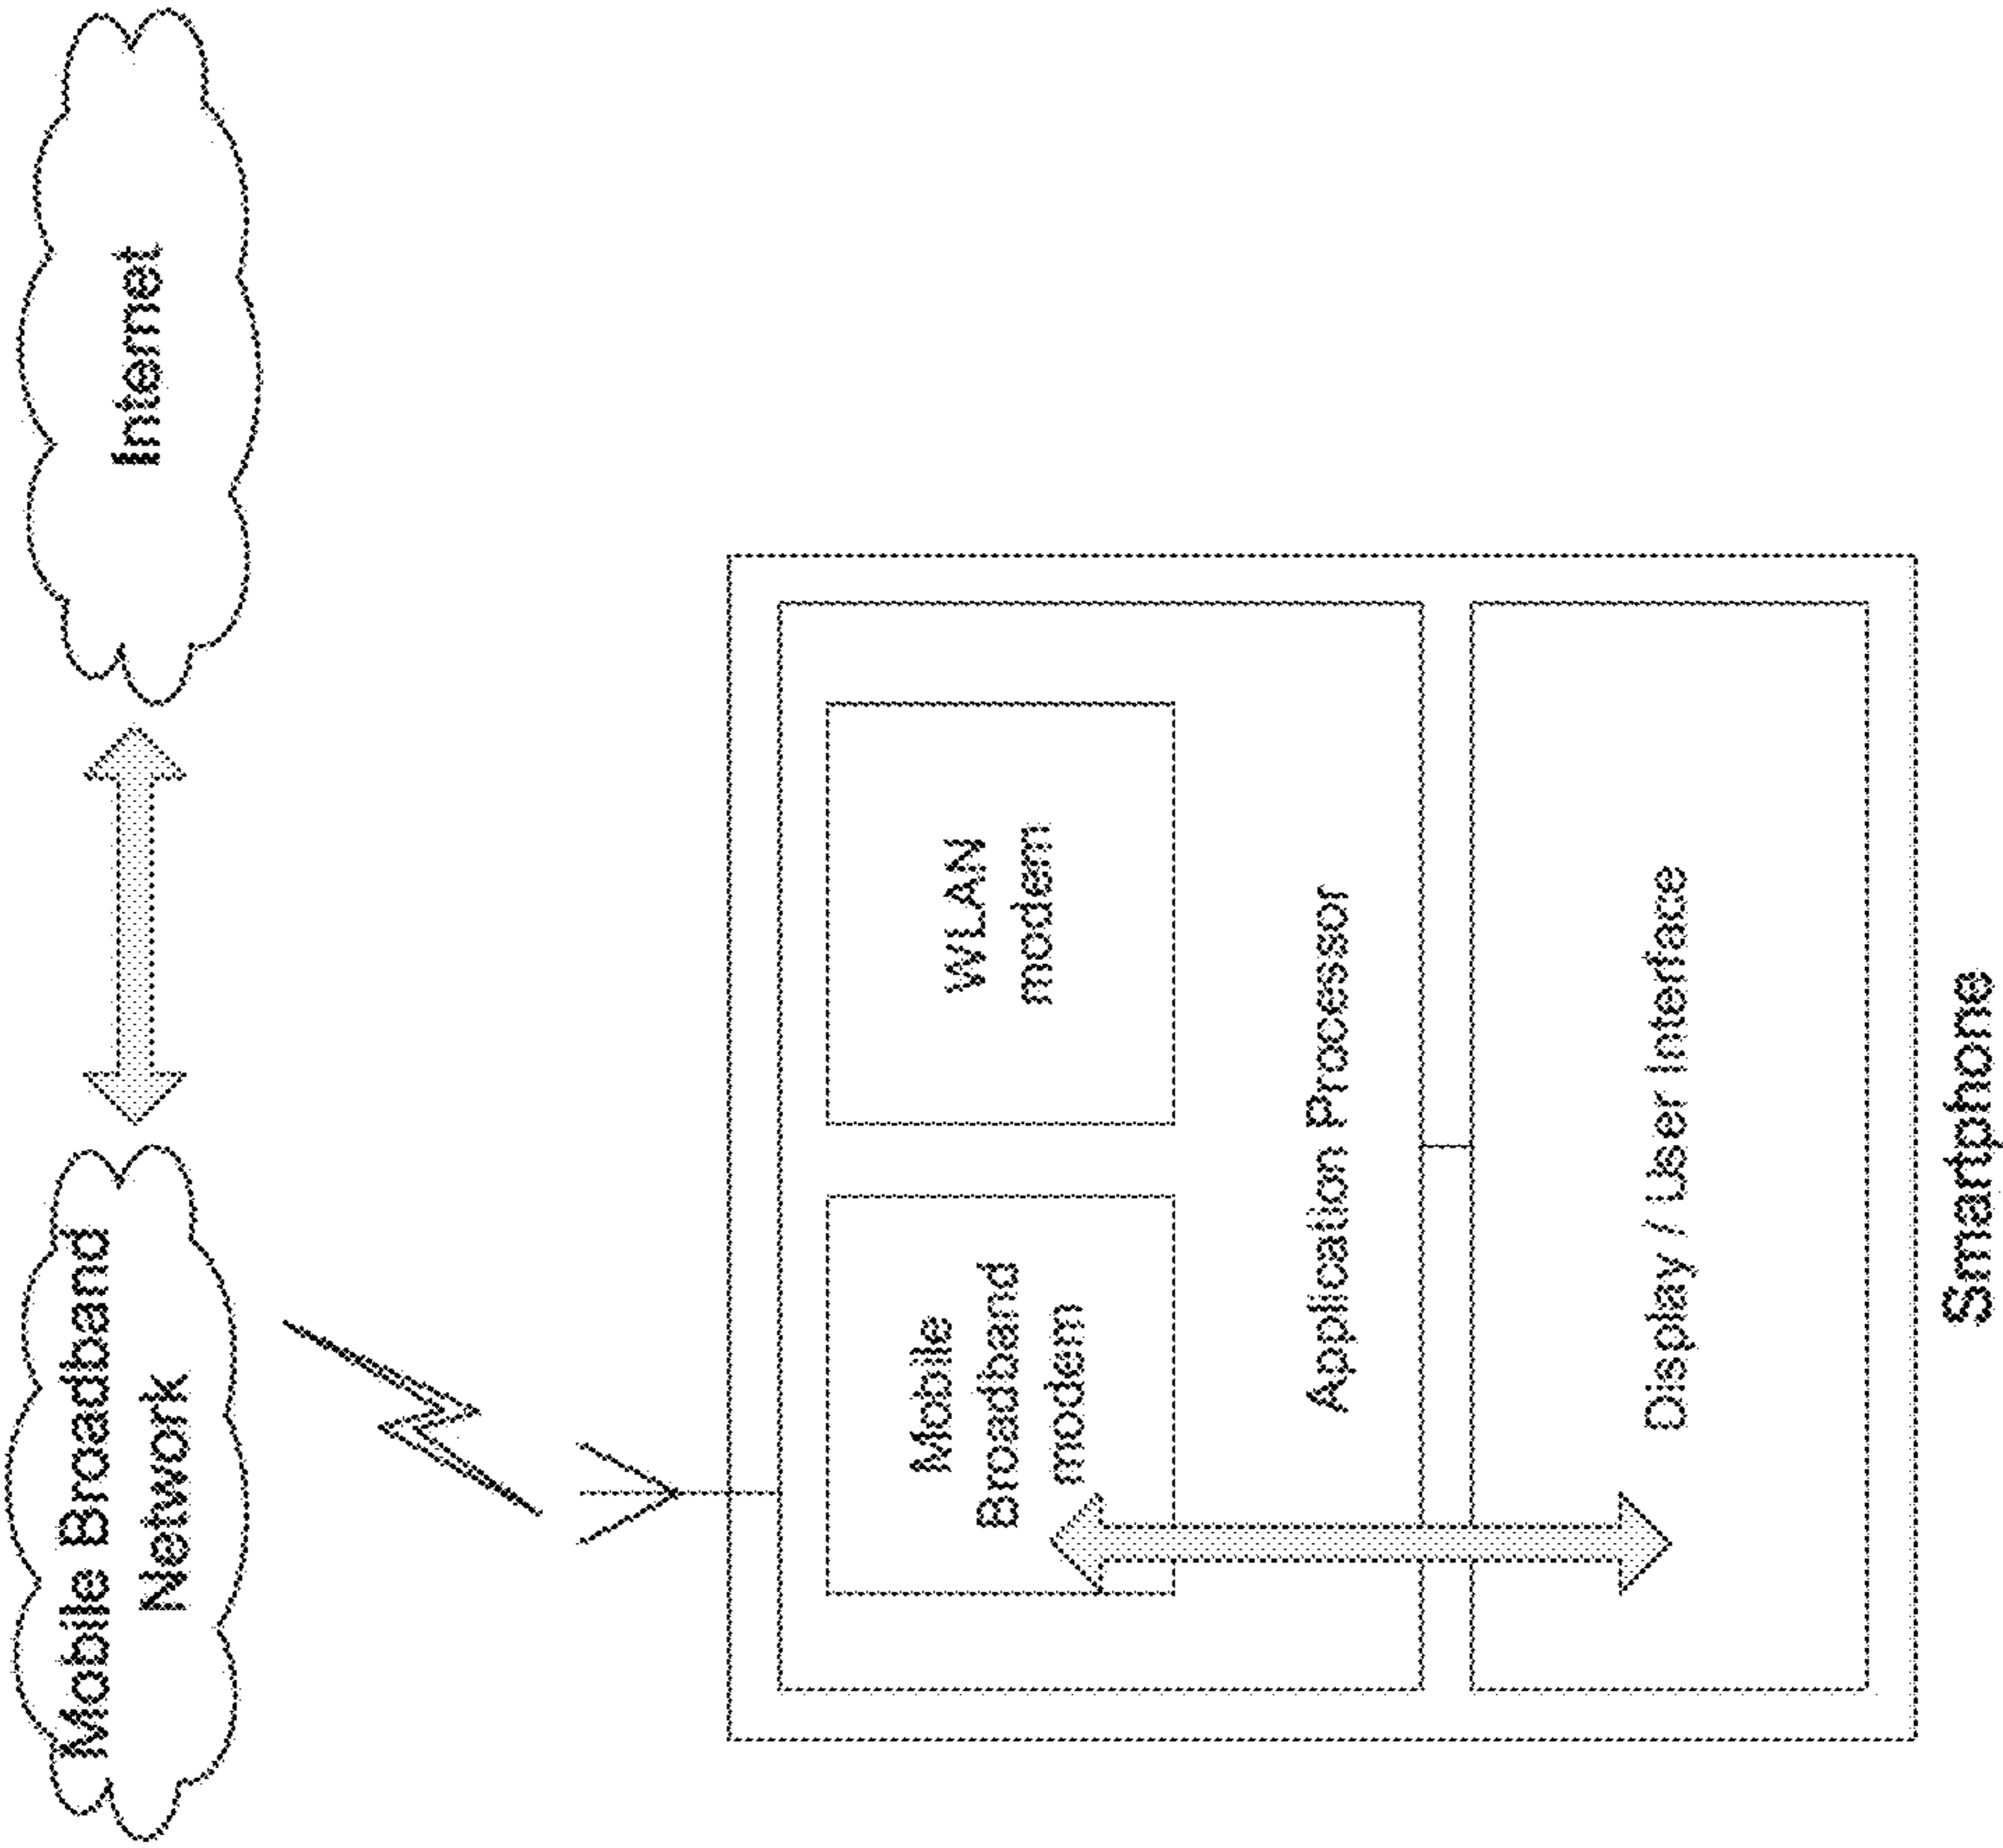 Mobile Broadband
Network
Internet
Mobile
Broadband
modem
WLAN
modem
Application Processor
Display / User Interface
Smartphone